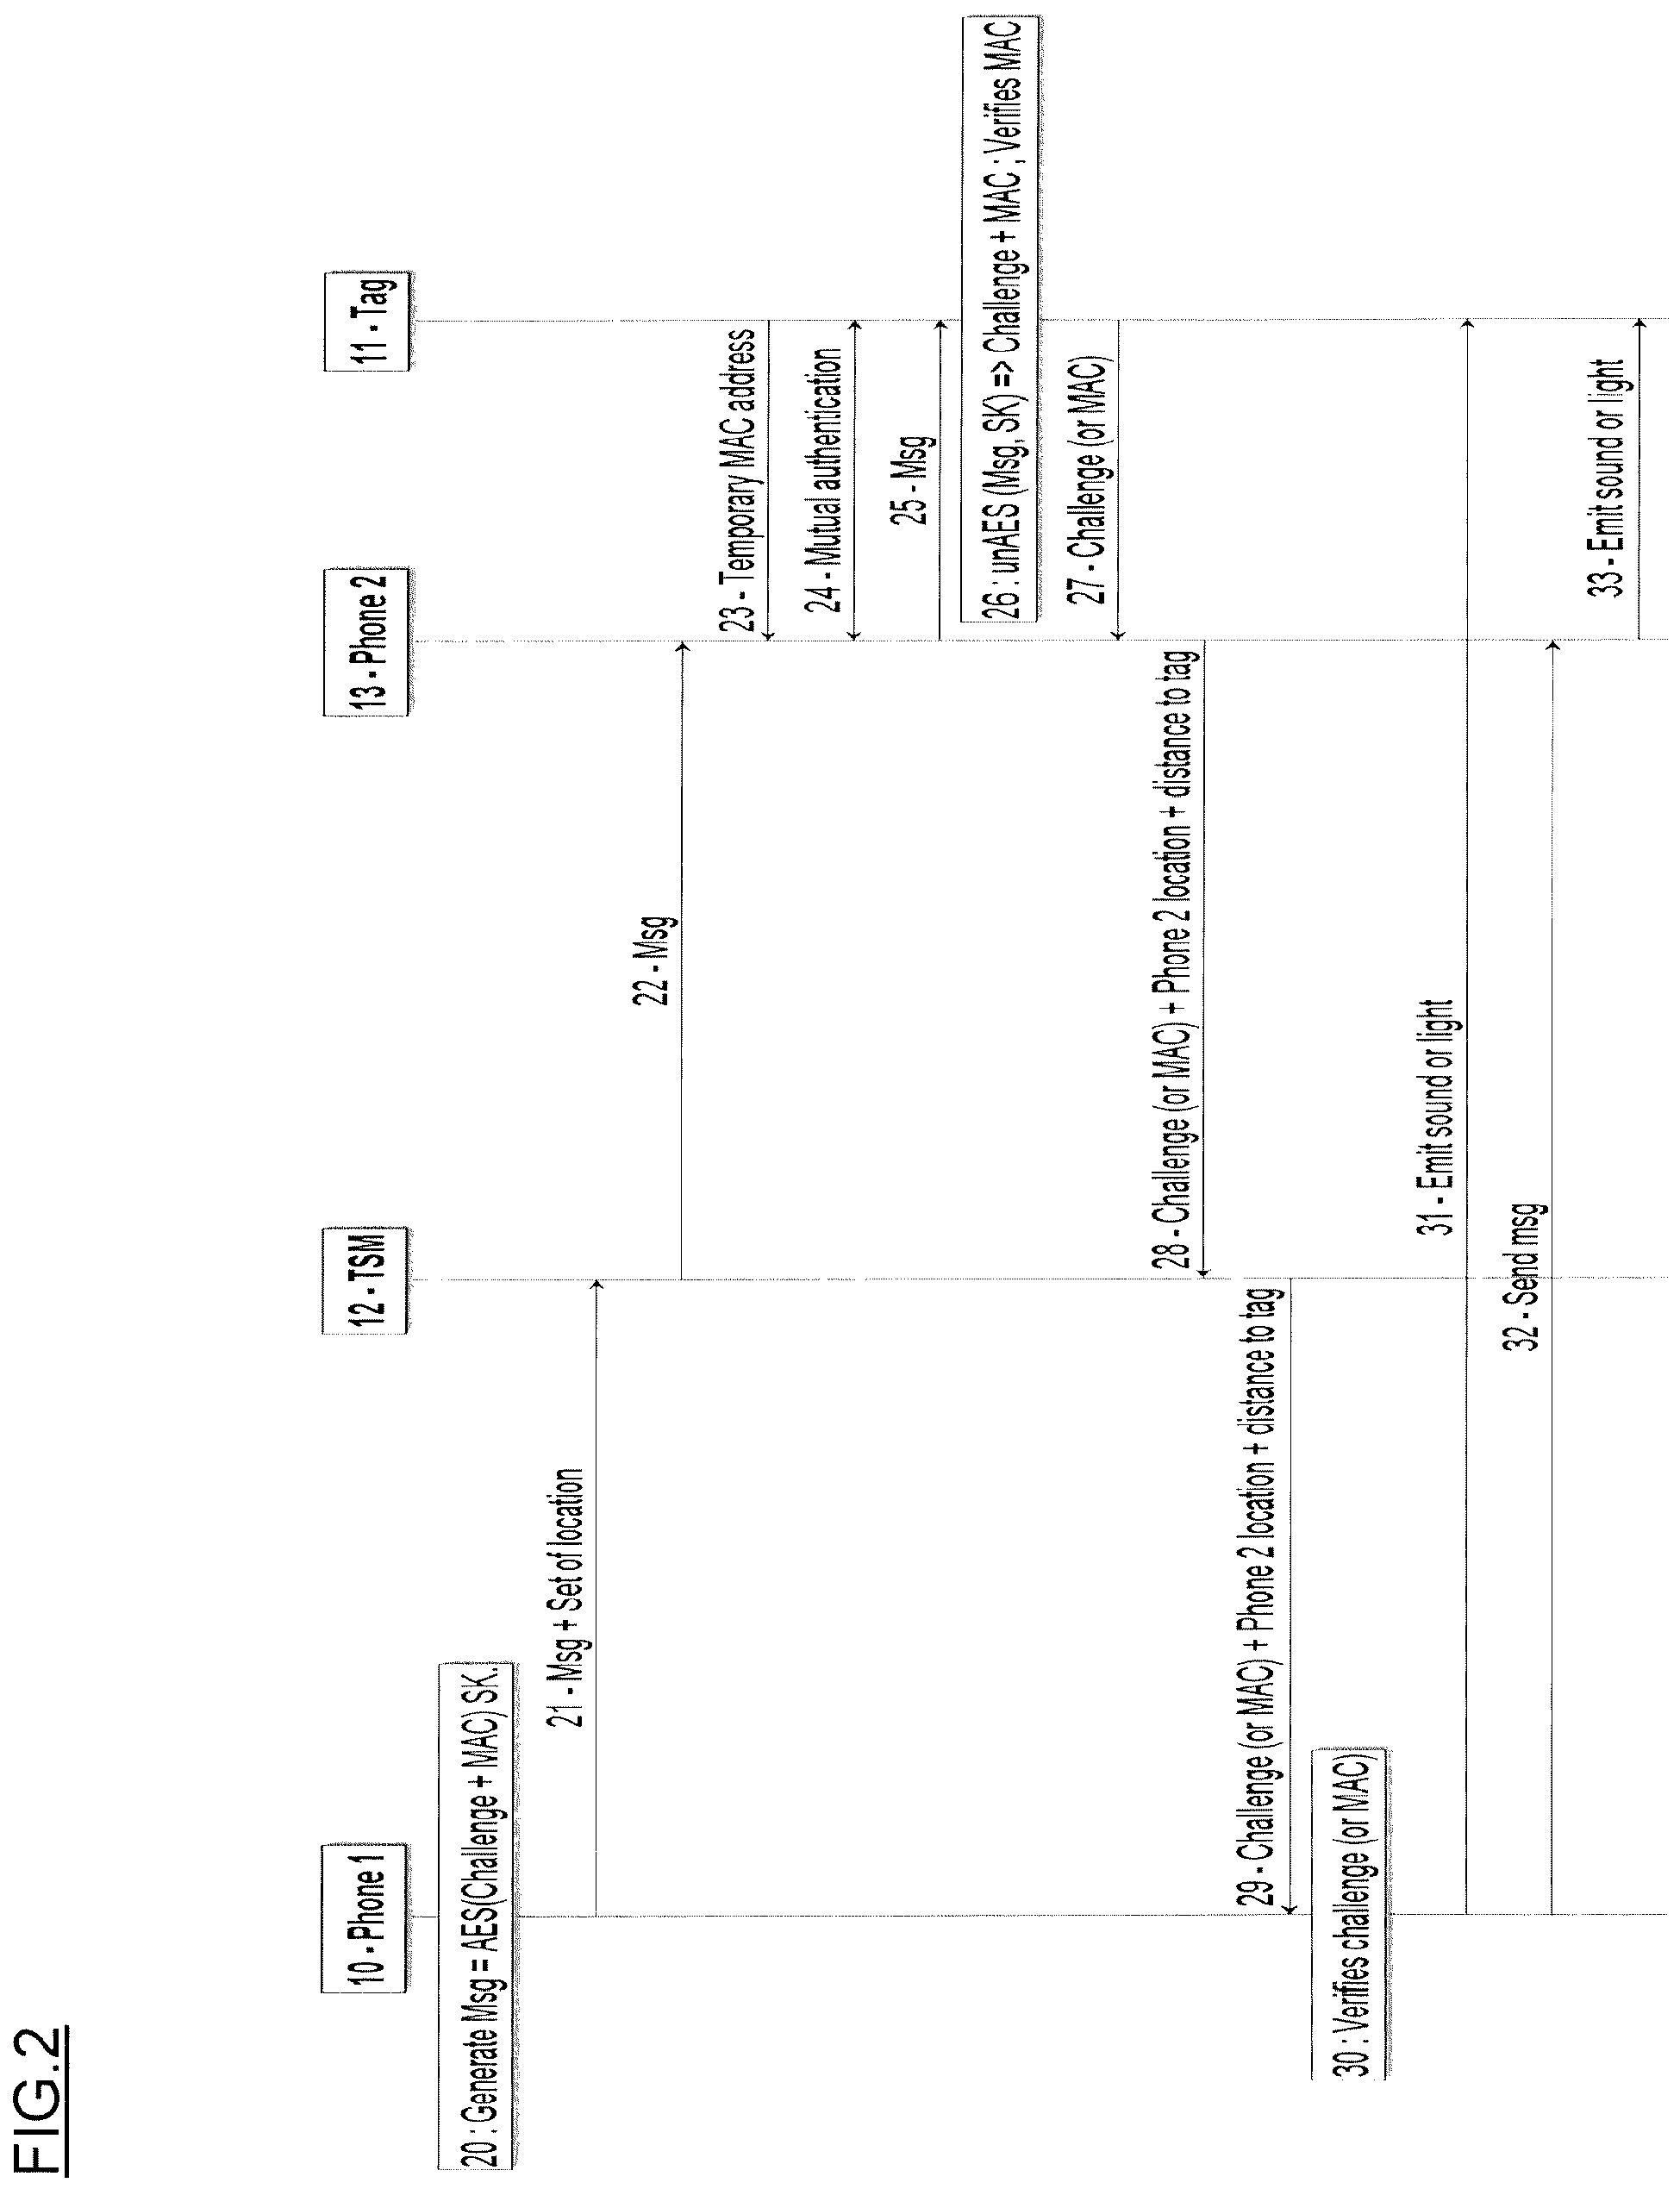 FIG.2
10 - Phone 1
12 - TSM
13 - Phone 2
11 - Tag
20 : Generate Msg = AES(Challenge + MAC) SK.
21 - Msg + Set of location
22 - Msg
23 - Temporary MAC address
24 - Mutual authentication
25 - Msg
26 : unAES (Msg, SK) => Challenge + MAC ; Verifies MAC
27 - Challenge (or MAC)
28 - Challenge (or MAC) + Phone 2 location + distance to tag
29 - Challenge (or MAC) + Phone 2 location + distance to tag
30 : Verifies challenge (or MAC)
31 - Emit sound or light
32 - Send msg
33 - Emit sound or light